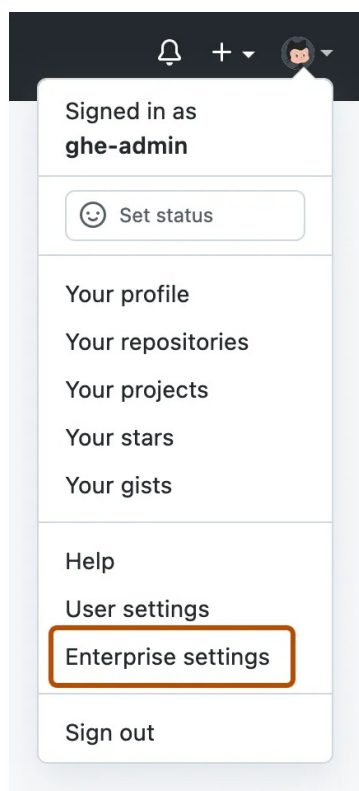 Signed in as
ghe-admin
Set status
Your profile
Your repositories
Your projects
Your stars
Your gists
Help
User settings
Enterprise settings
Sign out